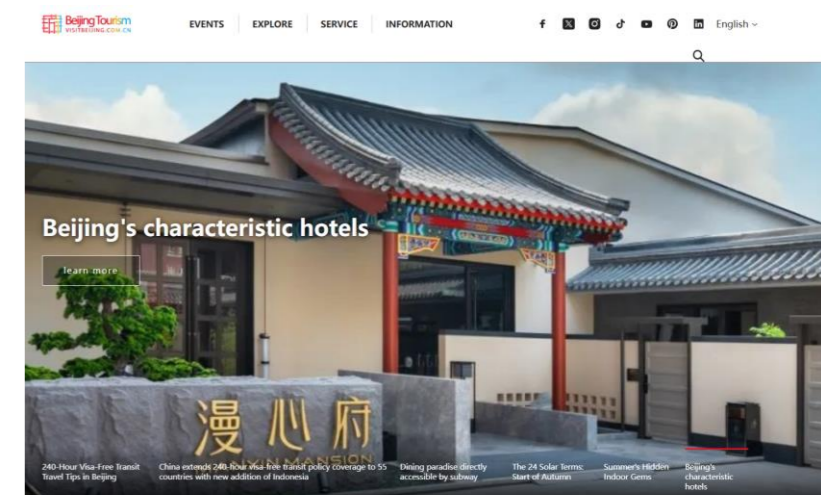 Beijing Tourism
VISITBEIJING.COM.CN
EVENTS
EXPLORE
SERVICE
INFORMATION
English
Beijing's characteristic hotels
learn more
漫心府
MANXIN MANSION
240-Hour Visa-Free Transit
Travel Tips in Beijing
China extends 240-hour visa-free transit policy coverage to 55
countries with new addition of Indonesia
Dining paradise directly
accessible by subway
The 24 Solar Terms:
Start of Autumn
Summer's Hidden
Indoor Gems
Beijing's
characteristic
hotels